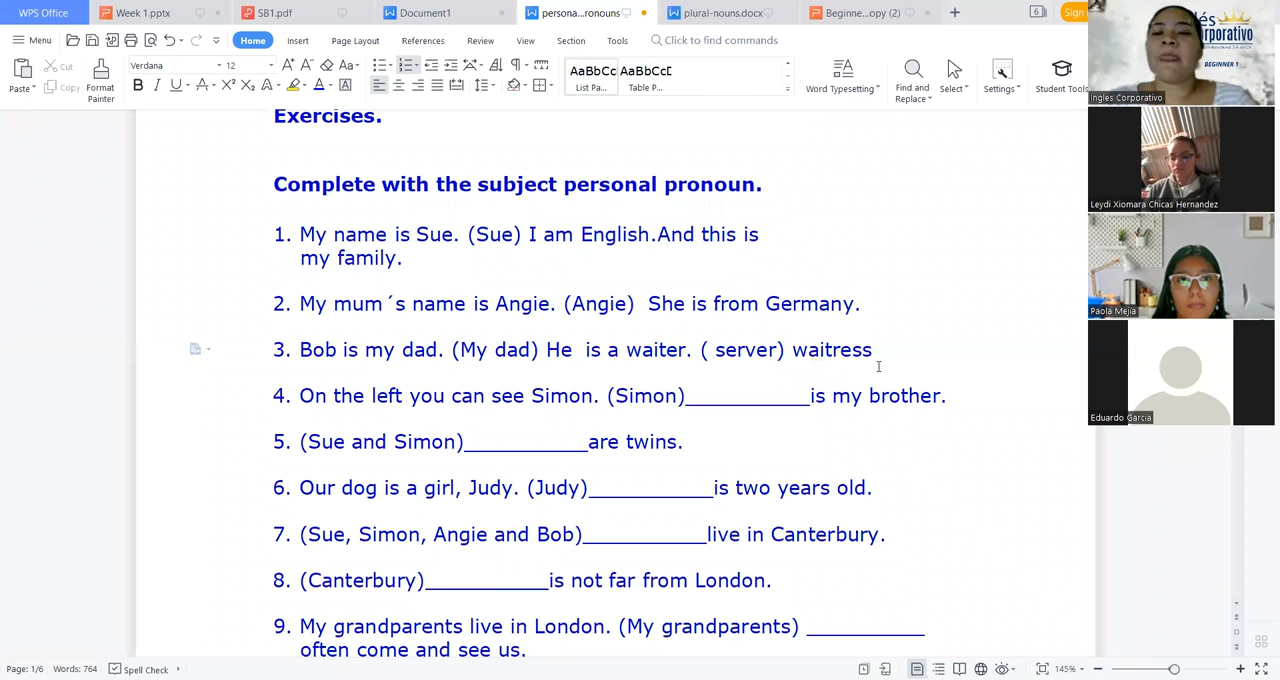 WPS Office
Week 1.pptx
SB1.pdf
Document1
persona...ronouns
plural-nouns.docx
Beginne...opy (2)
6
Sign
Menu
Home
Insert
Page Layout
References
Review
View
Section
Tools
Click to find commands
Paste
Cut
Copy
Format
Painter
Verdana
12
AaBbCc
List Pa...
AaBbCcD
Table P...
Word Typesetting
Find and
Replace
Select
Settings
Student Tools
Exercises.
Complete with the subject personal pronoun.
1. My name is Sue. (Sue) I am English.And this is
my family.
2. My mum´s name is Angie. (Angie) She is from Germany.
3. Bob is my dad. (My dad) He is a waiter. ( server) waitress
4. On the left you can see Simon. (Simon)___________is my brother.
5. (Sue and Simon)___________are twins.
6. Our dog is a girl, Judy. (Judy)___________is two years old.
7. (Sue, Simon, Angie and Bob)___________live in Canterbury.
8. (Canterbury)___________is not far from London.
9. My grandparents live in London. (My grandparents) __________
often come and see us.
BEGINNER 1
Ingles Corporativo
Leydi Xiomara Chicas Hernandez
Paola Mejia
Eduardo Garcia
Page: 1/6
Words: 764
Spell Check
145%